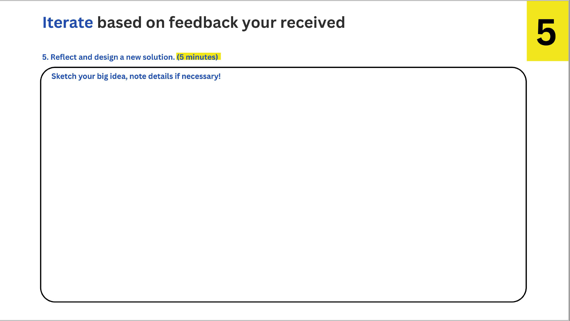 Iterate based on feedback your received
5
5. Reflect and design a new solution. (5 minutes)
Sketch your big idea, note details if necessary!